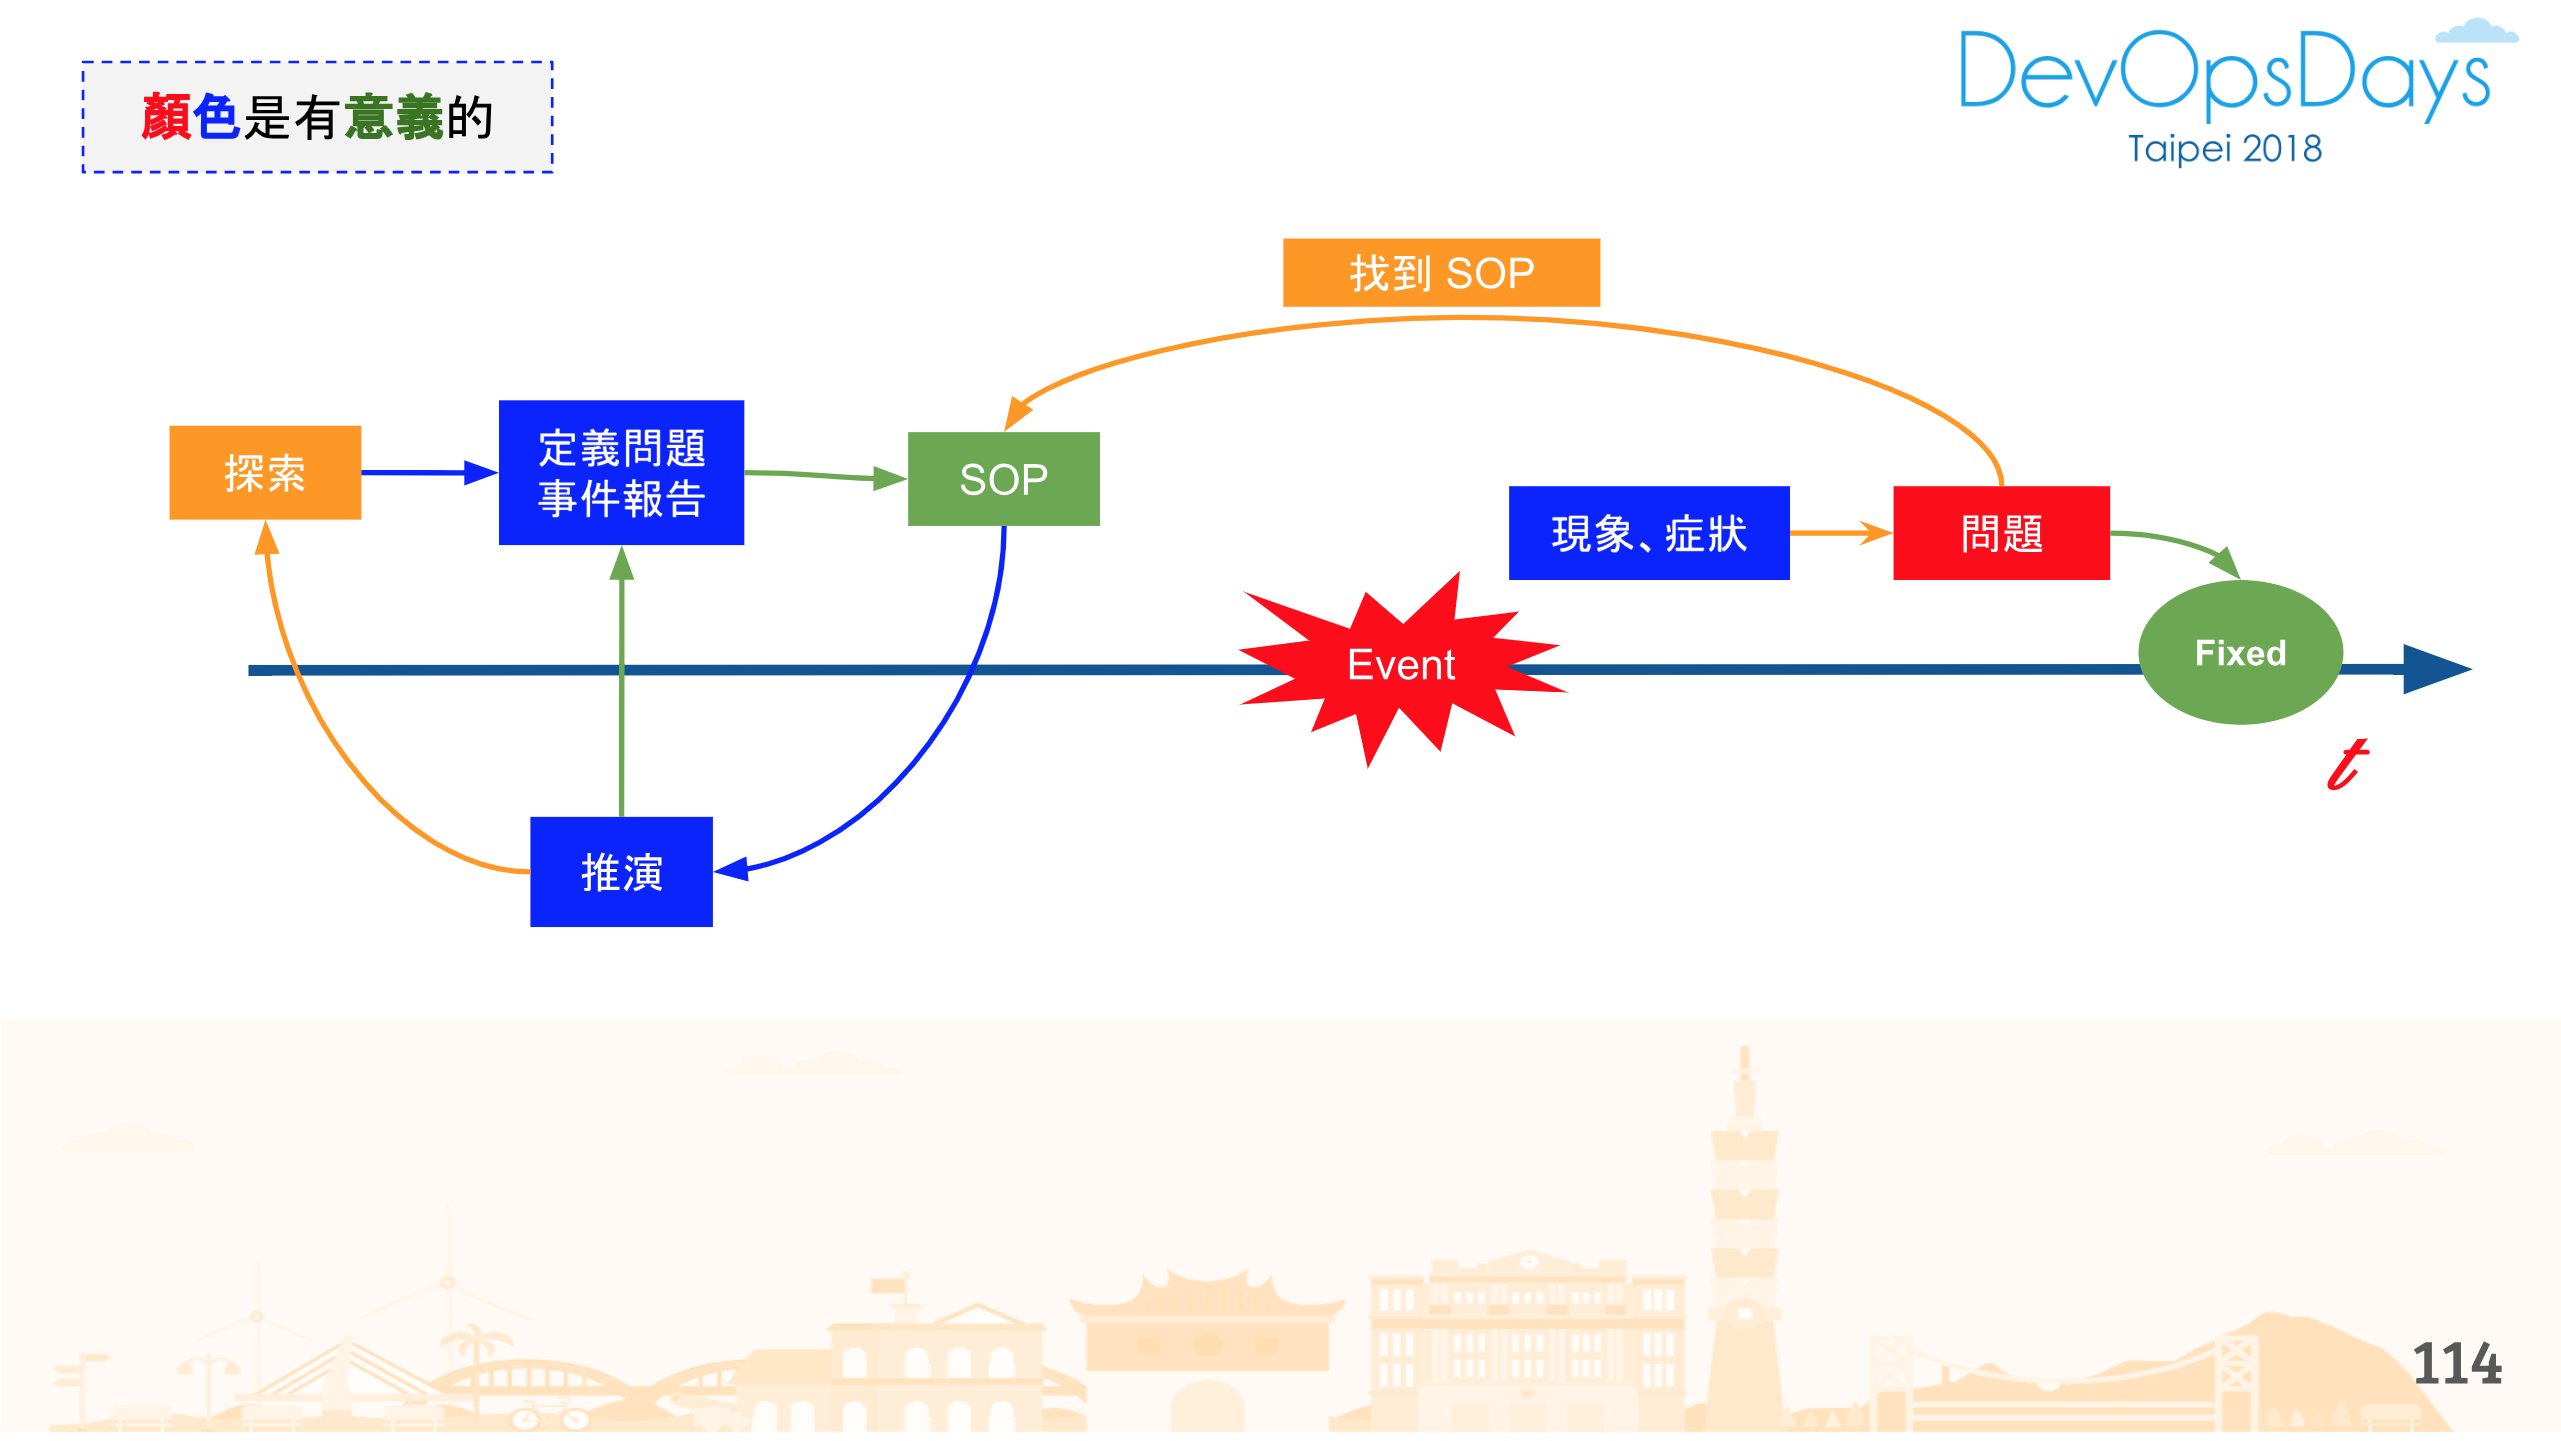 顏色是有意義的
DevOpsDays
Taipei 2018
找到 SOP
探索
定義問題
事件報告
SOP
現象、症狀
問題
Event
Fixed
t
推演
114